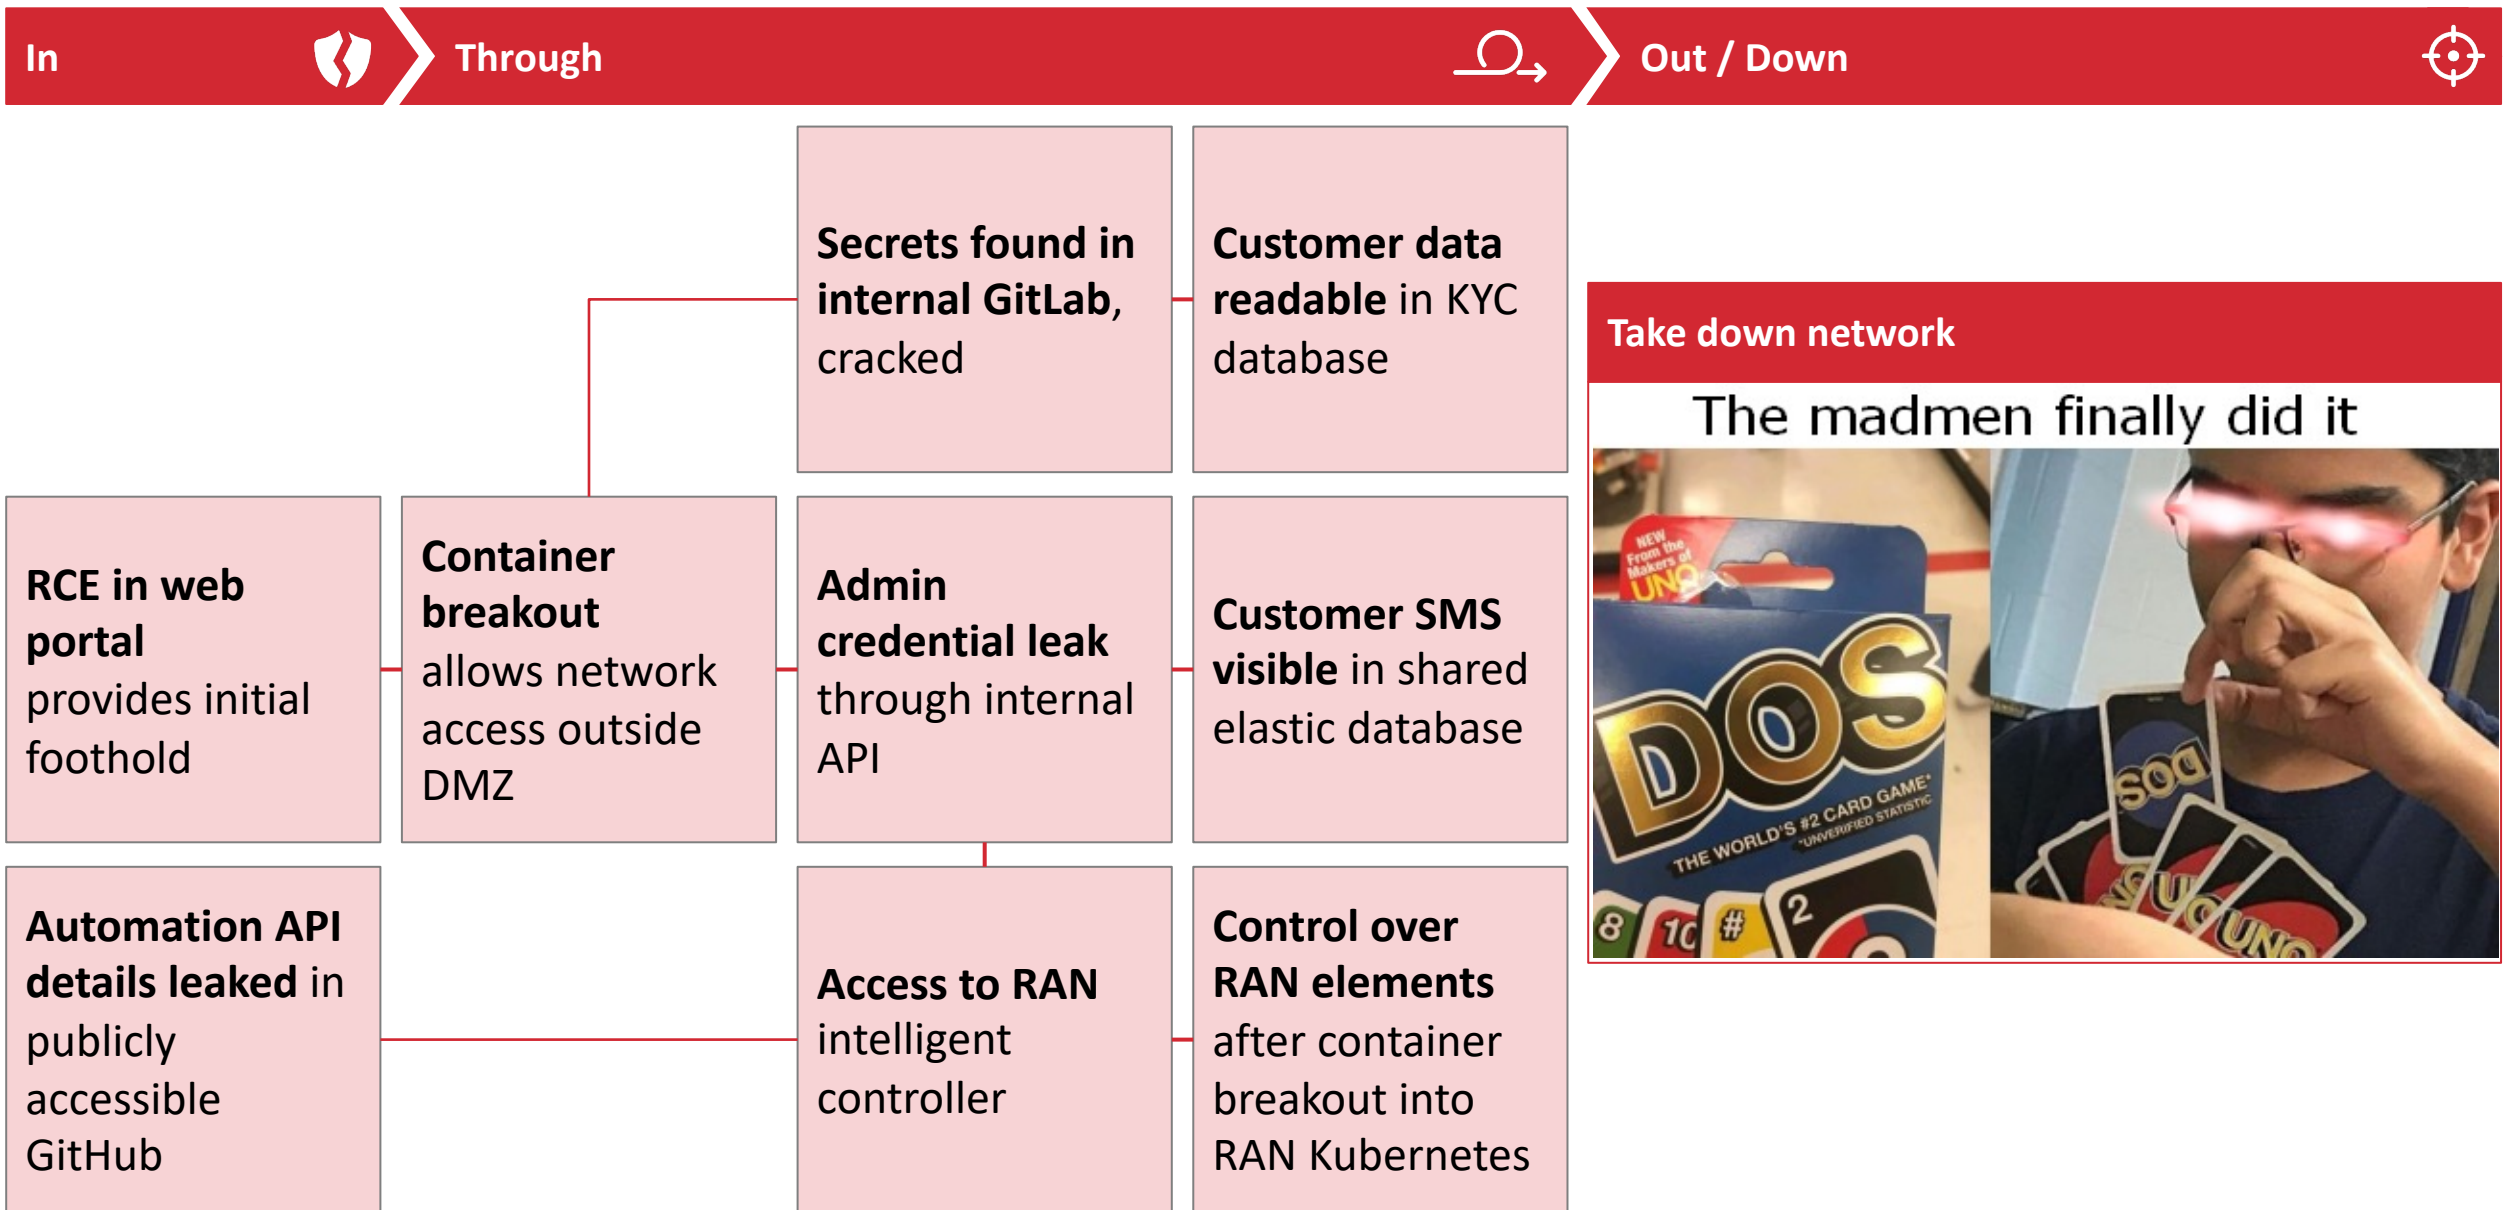 In
Through
Out / Down
Secrets found in
internal GitLab,
cracked
Customer data
readable in KYC
database
Take down network
The madmen finally did it
NEW
From the
Makers of
UNO
DOS
THE WORLD'S #2 CARD GAME*
*UNVERIFIED STATISTIC
8
10
#
2
DOS
UNO
UNO
UNO
RCE in web
portal
provides initial
foothold
Container
breakout
allows network
access outside
DMZ
Admin
credential leak
through internal
API
Customer SMS
visible in shared
elastic database
Automation API
details leaked in
publicly
accessible
GitHub
Access to RAN
intelligent
controller
Control over
RAN elements
after container
breakout into
RAN Kubernetes